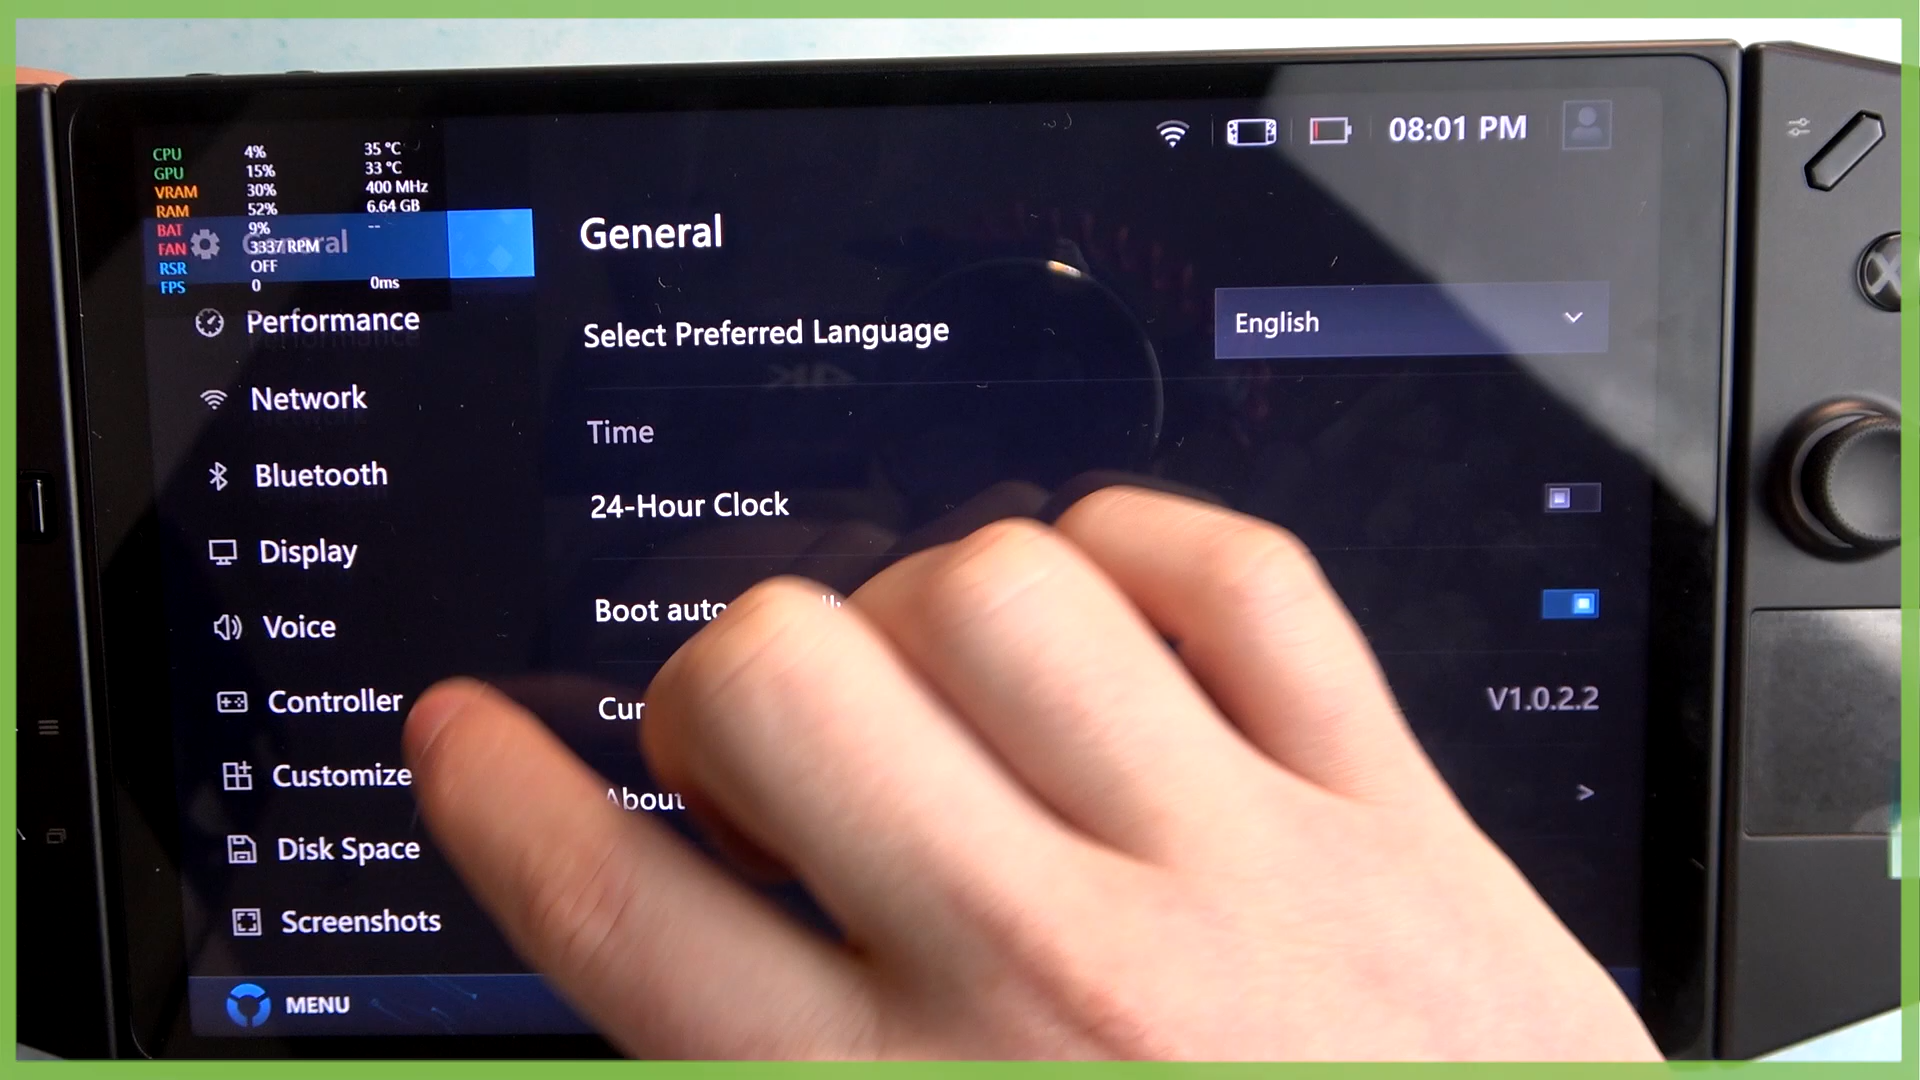 08:01 PM
CPU 4% 35 °C
GPU 15% 33 °C
VRAM 30% 400 MHz
RAM 52% 6.64 GB
BAT 9% --
FAN 3337 RPM
RSR OFF
FPS 0 0ms
General
Performance
Network
Bluetooth
Display
Voice
Controller
Customize
Disk Space
Screenshots
MENU
General
Select Preferred Language English
Time
24-Hour Clock
Boot
V1.0.2.2
About >